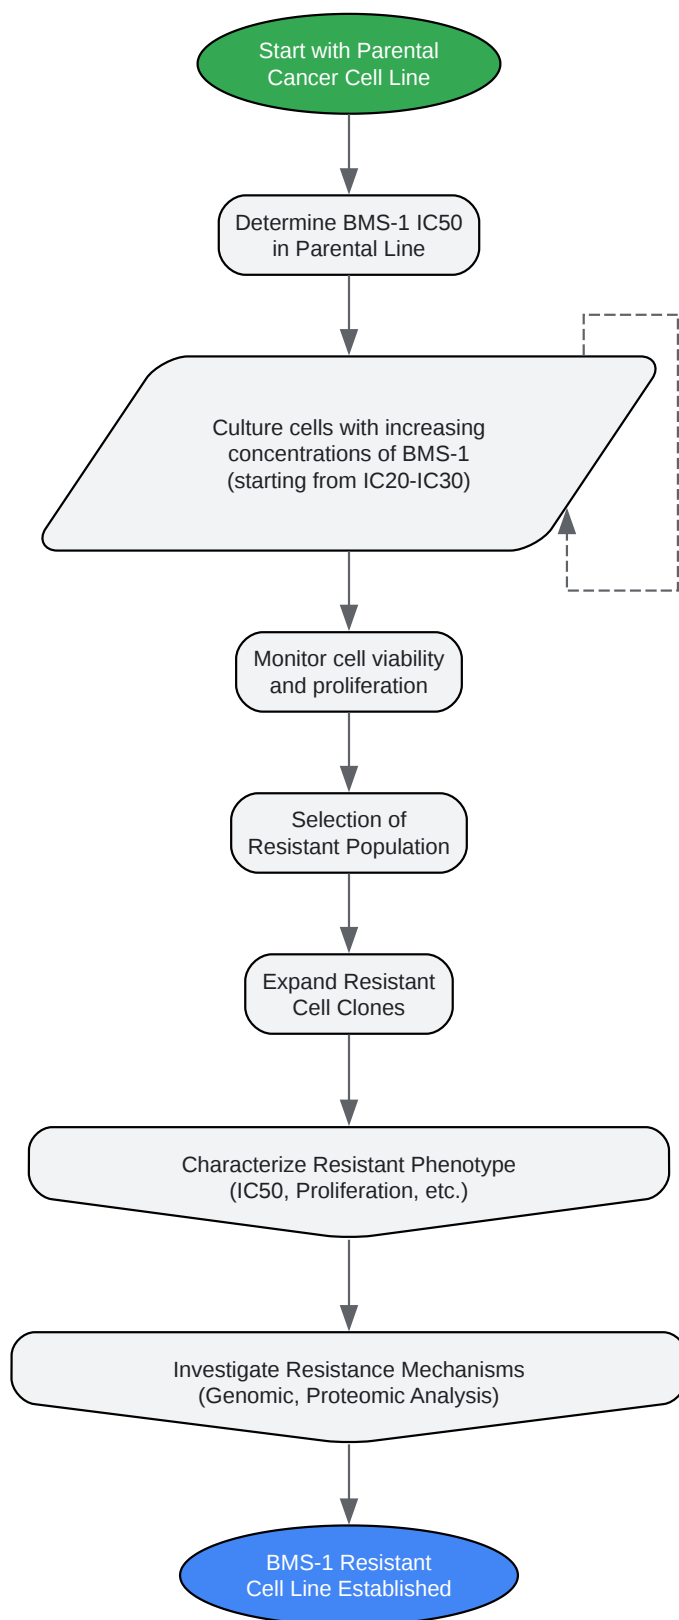 Start with Parental
Cancer Cell Line
Determine BMS-1 IC50
in Parental Line
Culture cells with increasing
concentrations of BMS-1
(starting from IC20-IC30)
Monitor cell viability
and proliferation
Selection of
Resistant Population
Expand Resistant
Cell Clones
Characterize Resistant Phenotype
(IC50, Proliferation, etc.)
Investigate Resistance Mechanisms
(Genomic, Proteomic Analysis)
BMS-1 Resistant
Cell Line Established